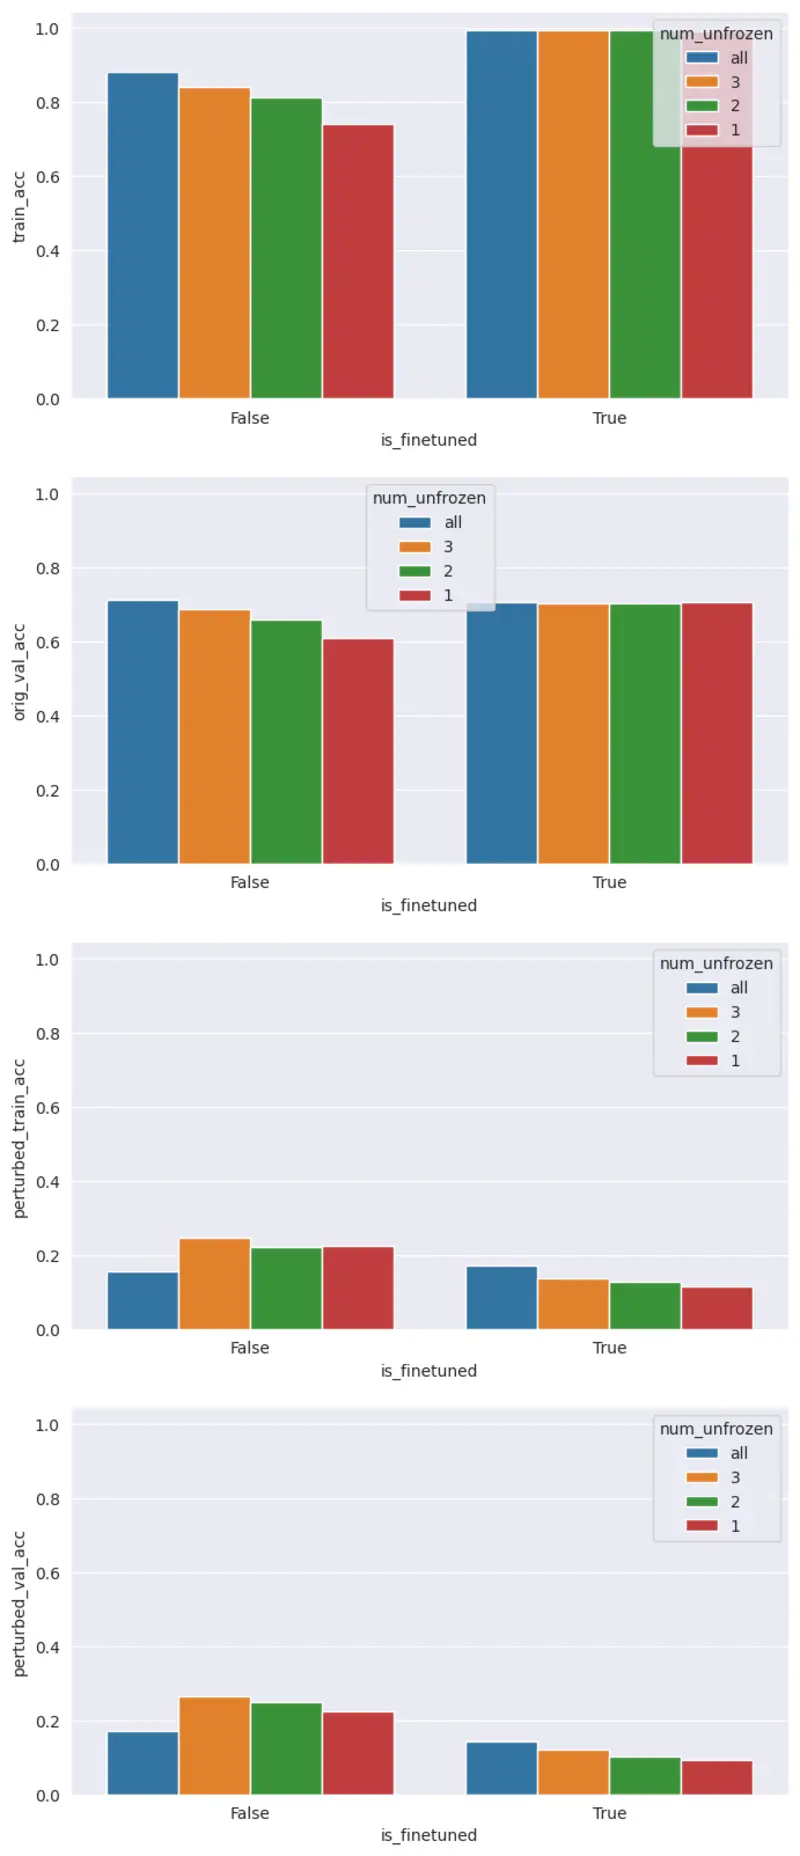 num_unfrozen
all
3
2
1
1.0
0.8
0.6
0.4
0.2
0.0
train_acc
False
True
is_finetuned
num_unfrozen
all
3
2
1
1.0
0.8
0.6
0.4
0.2
0.0
orig_val_acc
False
True
is_finetuned
num_unfrozen
all
3
2
1
1.0
0.8
0.6
0.4
0.2
0.0
perturbed_train_acc
False
True
is_finetuned
num_unfrozen
all
3
2
1
1.0
0.8
0.6
0.4
0.2
0.0
perturbed_val_acc
False
True
is_finetuned